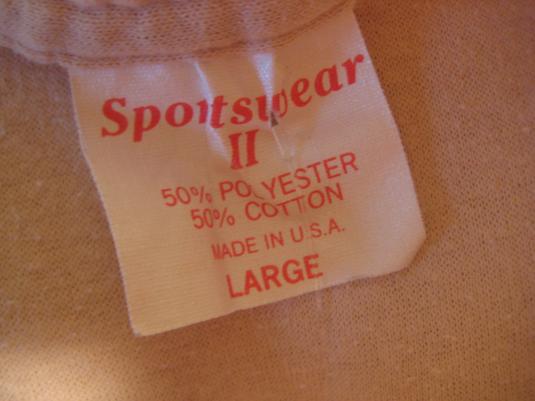 Sportswear
II
50% POLYESTER
50% COTTON
MADE IN U.S.A.
LARGE